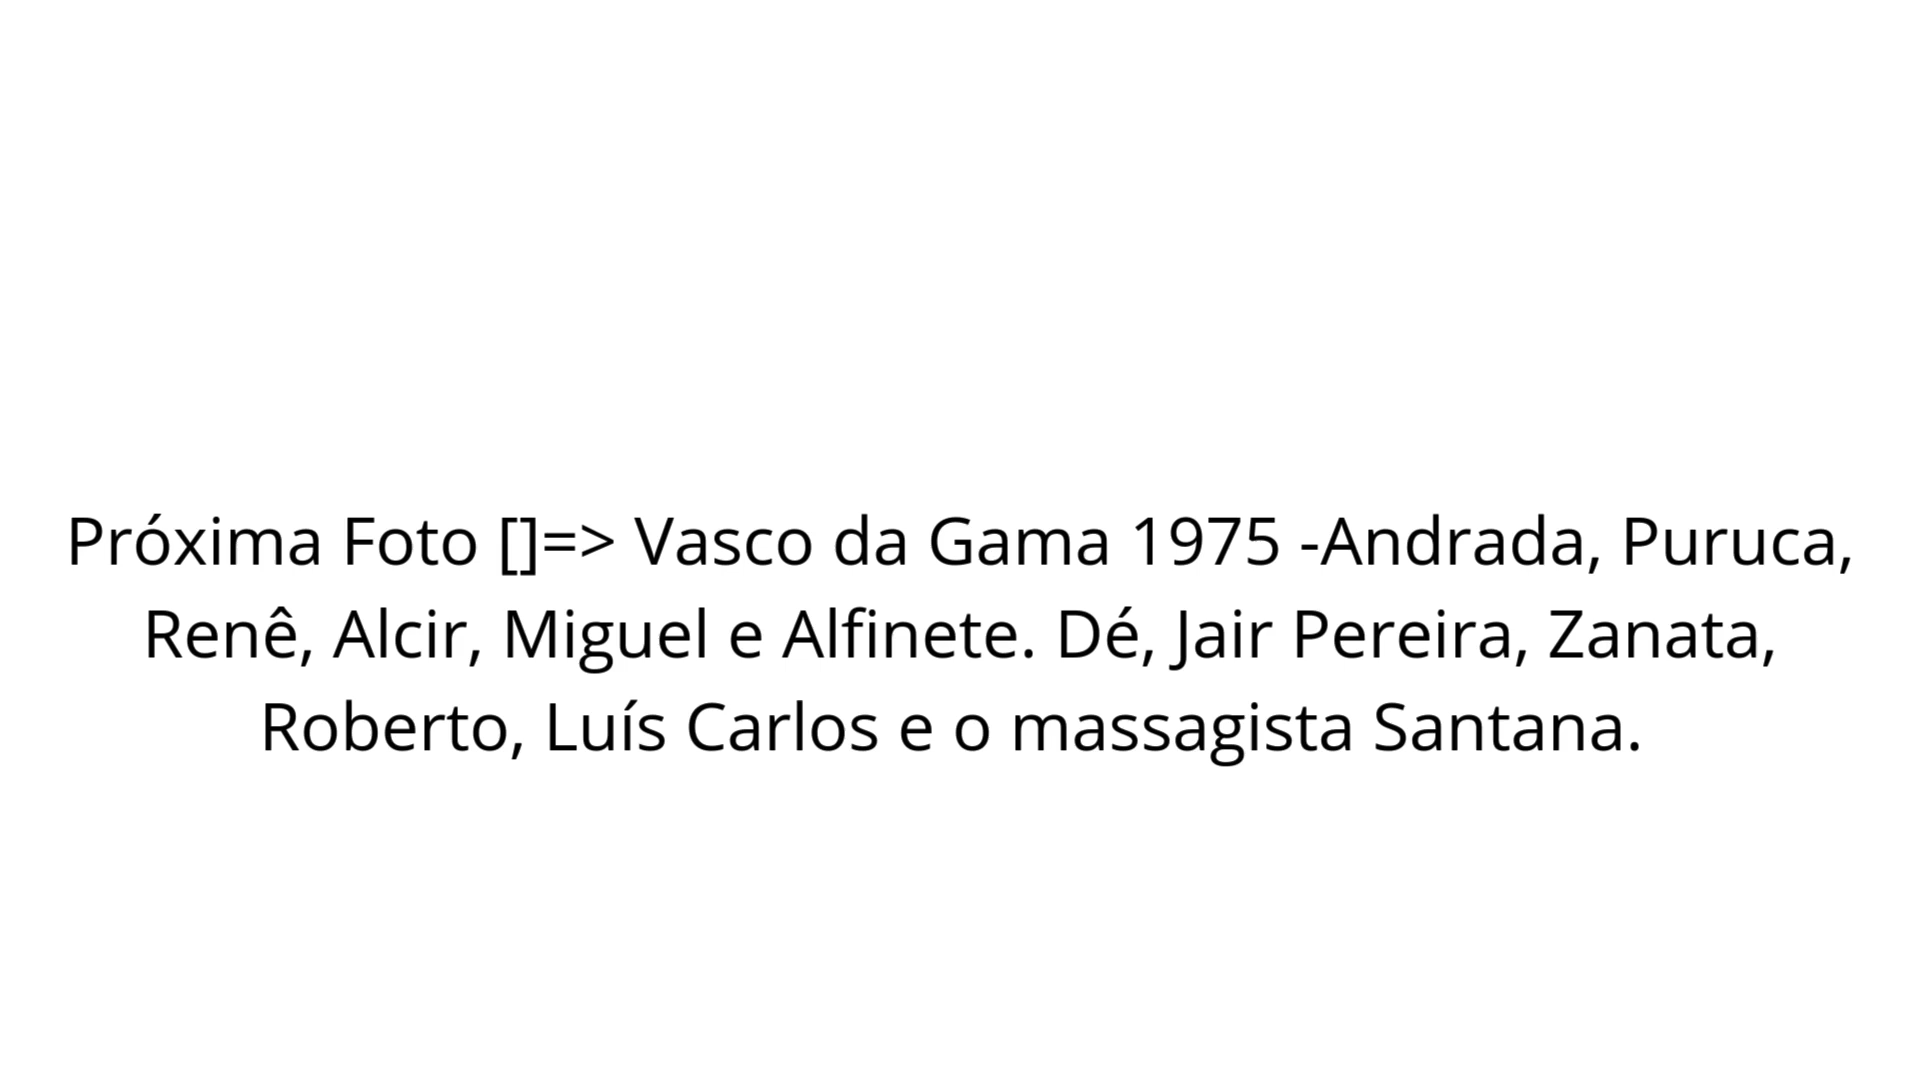 Próxima Foto []=> Vasco da Gama 1975 -Andrada, Puruca,
Renê, Alcir, Miguel e Alfinete. Dé, Jair Pereira, Zanata,
Roberto, Luís Carlos e o massagista Santana.